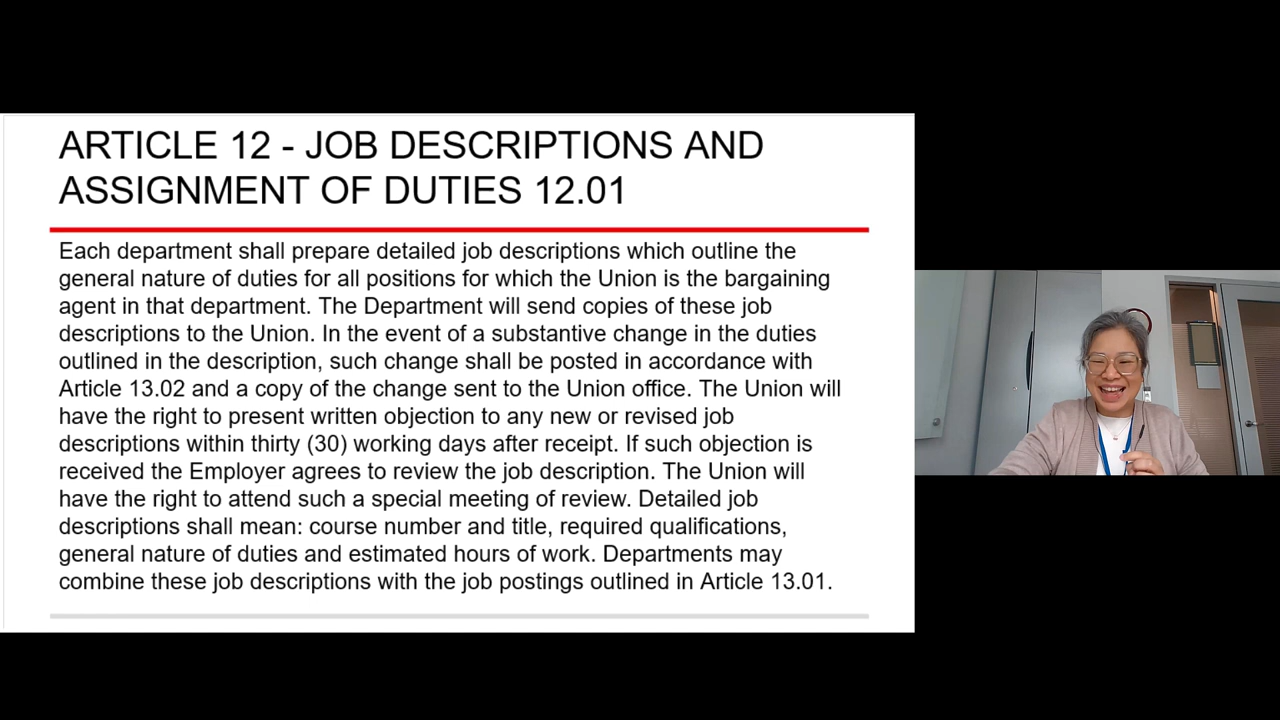 ARTICLE 12 - JOB DESCRIPTIONS AND
ASSIGNMENT OF DUTIES 12.01
Each department shall prepare detailed job descriptions which outline the
general nature of duties for all positions for which the Union is the bargaining
agent in that department. The Department will send copies of these job
descriptions to the Union. In the event of a substantive change in the duties
outlined in the description, such change shall be posted in accordance with
Article 13.02 and a copy of the change sent to the Union office. The Union will
have the right to present written objection to any new or revised job
descriptions within thirty (30) working days after receipt. If such objection is
received the Employer agrees to review the job description. The Union will
have the right to attend such a special meeting of review. Detailed job
descriptions shall mean: course number and title, required qualifications,
general nature of duties and estimated hours of work. Departments may
combine these job descriptions with the job postings outlined in Article 13.01.